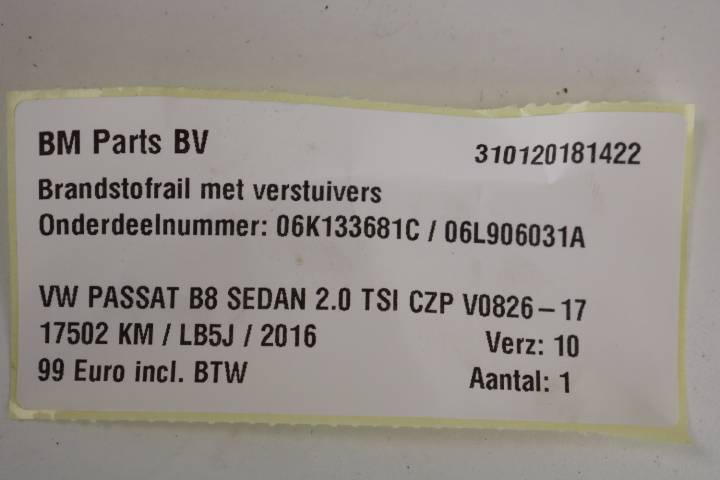 BM Parts BV 310120181422
Brandstofrail met verstuivers
Onderdeelnummer: 06K133681C / 06L906031A
VW PASSAT B8 SEDAN 2.0 TSI CZP V0826-17
17502 KM / LB5J / 2016 Verz: 10
99 Euro incl. BTW Aantal: 1